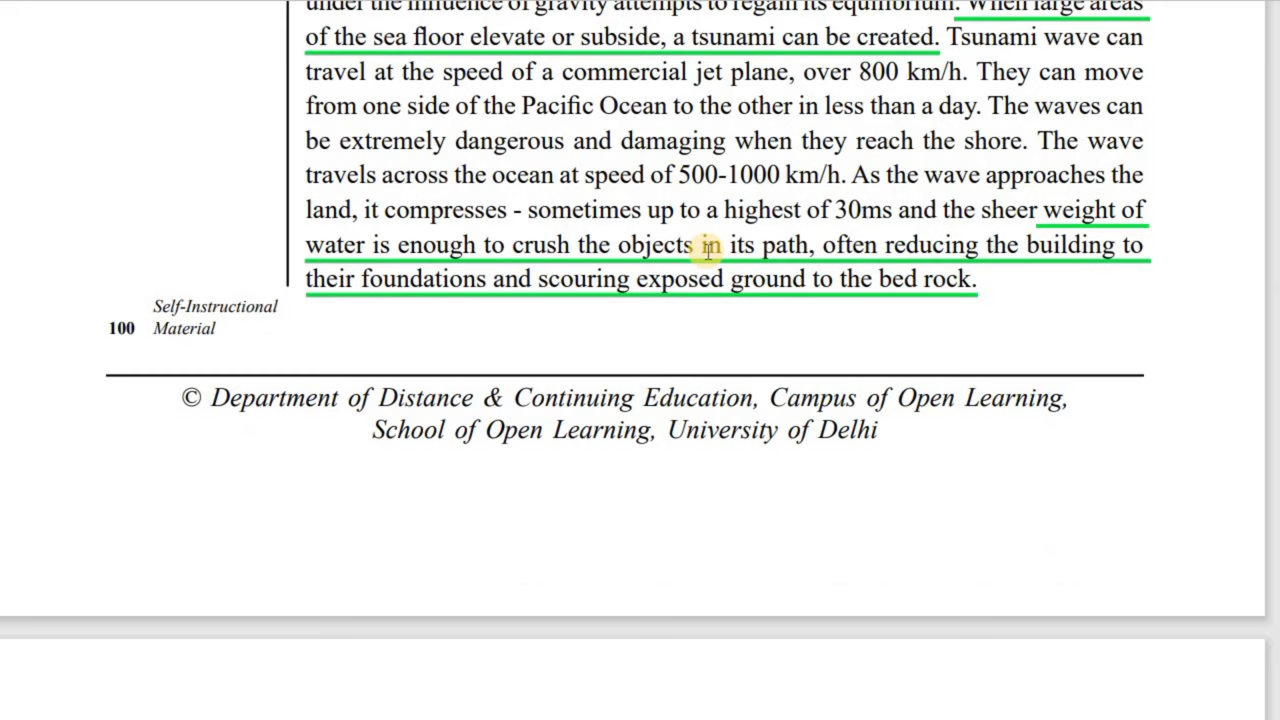 under the influence of gravity attempts to regain its equilibrium. When large areas
of the sea floor elevate or subside, a tsunami can be created. Tsunami wave can
travel at the speed of a commercial jet plane, over 800 km/h. They can move
from one side of the Pacific Ocean to the other in less than a day. The waves can
be extremely dangerous and damaging when they reach the shore. The wave
travels across the ocean at speed of 500-1000 km/h. As the wave approaches the
land, it compresses - sometimes up to a highest of 30ms and the sheer weight of
water is enough to crush the objects in its path, often reducing the building to
their foundations and scouring exposed ground to the bed rock.
Self-Instructional
100 Material
© Department of Distance & Continuing Education, Campus of Open Learning,
School of Open Learning, University of Delhi